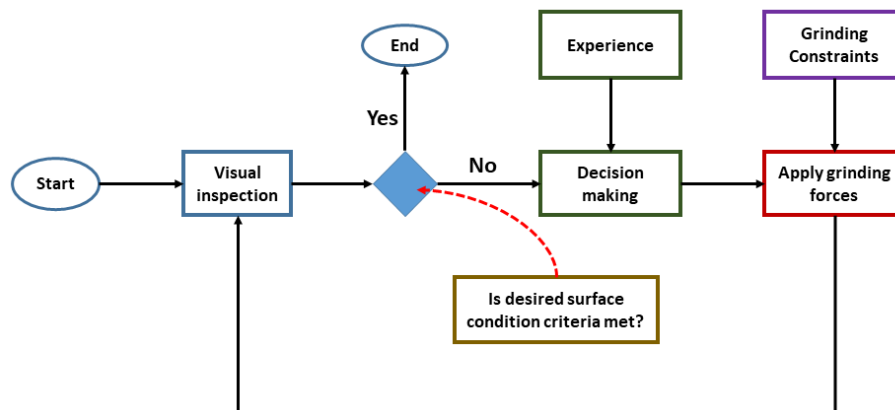 End
Experience
Grinding
Constraints
Yes
No
Start
Visual
inspection
Decision
making
Apply grinding
forces
Is desired surface
condition criteria met?